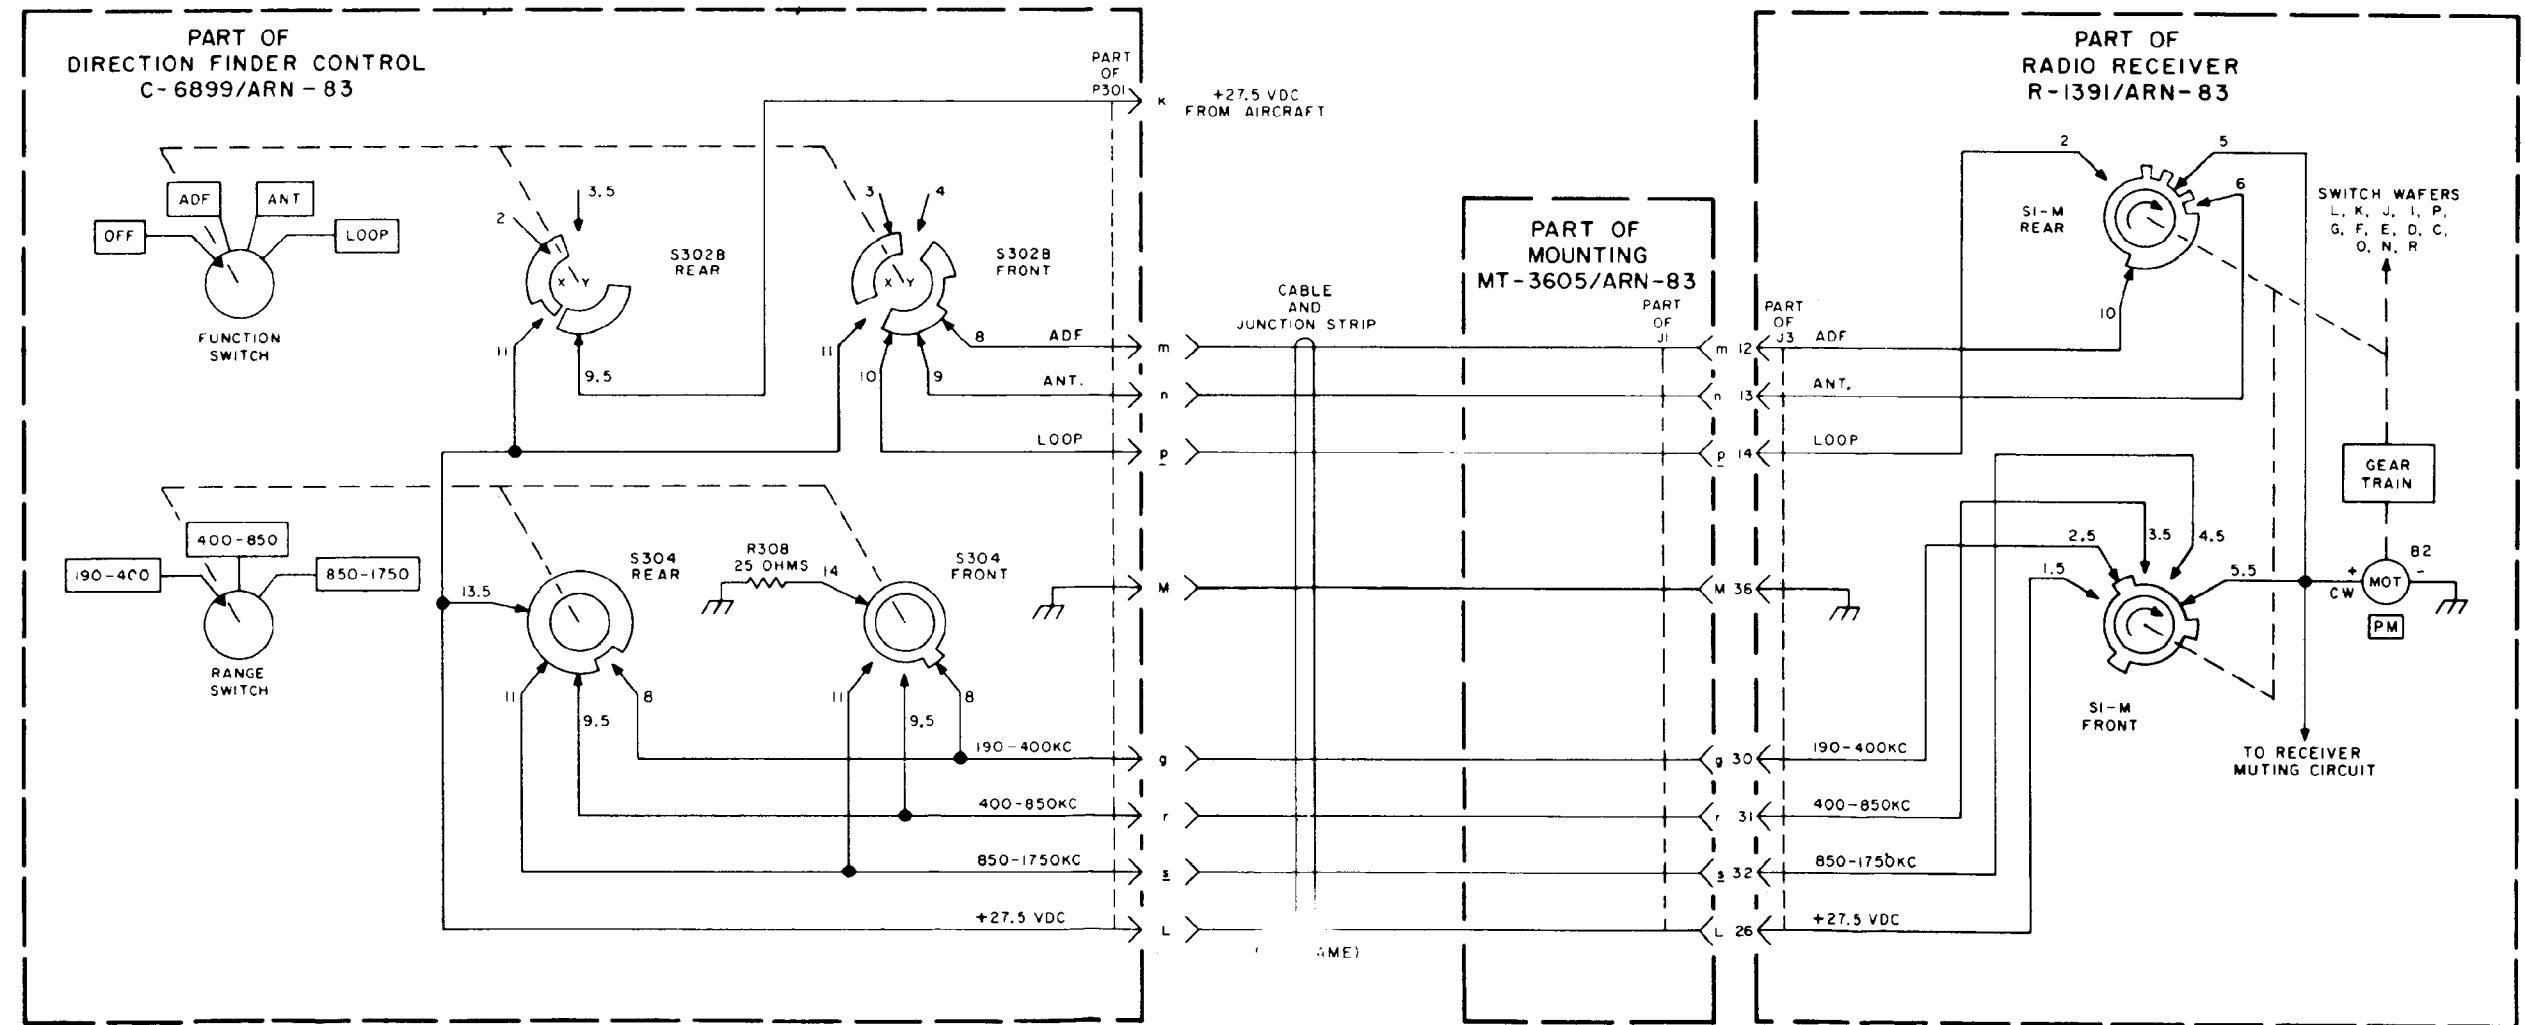 PART OF
DIRECTION FINDER CONTROL
C-6899/ARN-83
PART
OF
P301
K
+27.5 VDC
FROM AIRCRAFT
OFF
ADF
ANT
LOOP
FUNCTION
SWITCH
2
3.5
X Y
S302B
REAR
11
9.5
3
4
X Y
S302B
FRONT
11
10
9
8
ADF
m
ANT.
n
LOOP
p
190-400
400-850
850-1750
RANGE
SWITCH
13.5
S304
REAR
11
9.5
8
R308
25 OHMS
14
S304
FRONT
11
9.5
8
M
190-400KC
g
400-850KC
r
850-1750KC
s
+27.5 VDC
L
CABLE
AND
JUNCTION STRIP
AME)
PART OF
MOUNTING
MT-3605/ARN-83
PART
OF
J1
m
n
p
M
g
r
s
L
PART OF
RADIO RECEIVER
R-1391/ARN-83
PART
OF
J3
12
ADF
13
ANT.
14
LOOP
36
30
190-400KC
31
400-850KC
32
850-1750KC
26
+27.5 VDC
2
5
6
10
S1-M
REAR
SWITCH WAFERS
L, K, J, I, P,
G, F, E, D, C,
O, N, R
GEAR
TRAIN
1.5
2.5
3.5
4.5
5.5
S1-M
FRONT
+
CW
MOT
-
B2
PM
TO RECEIVER
MUTING CIRCUIT